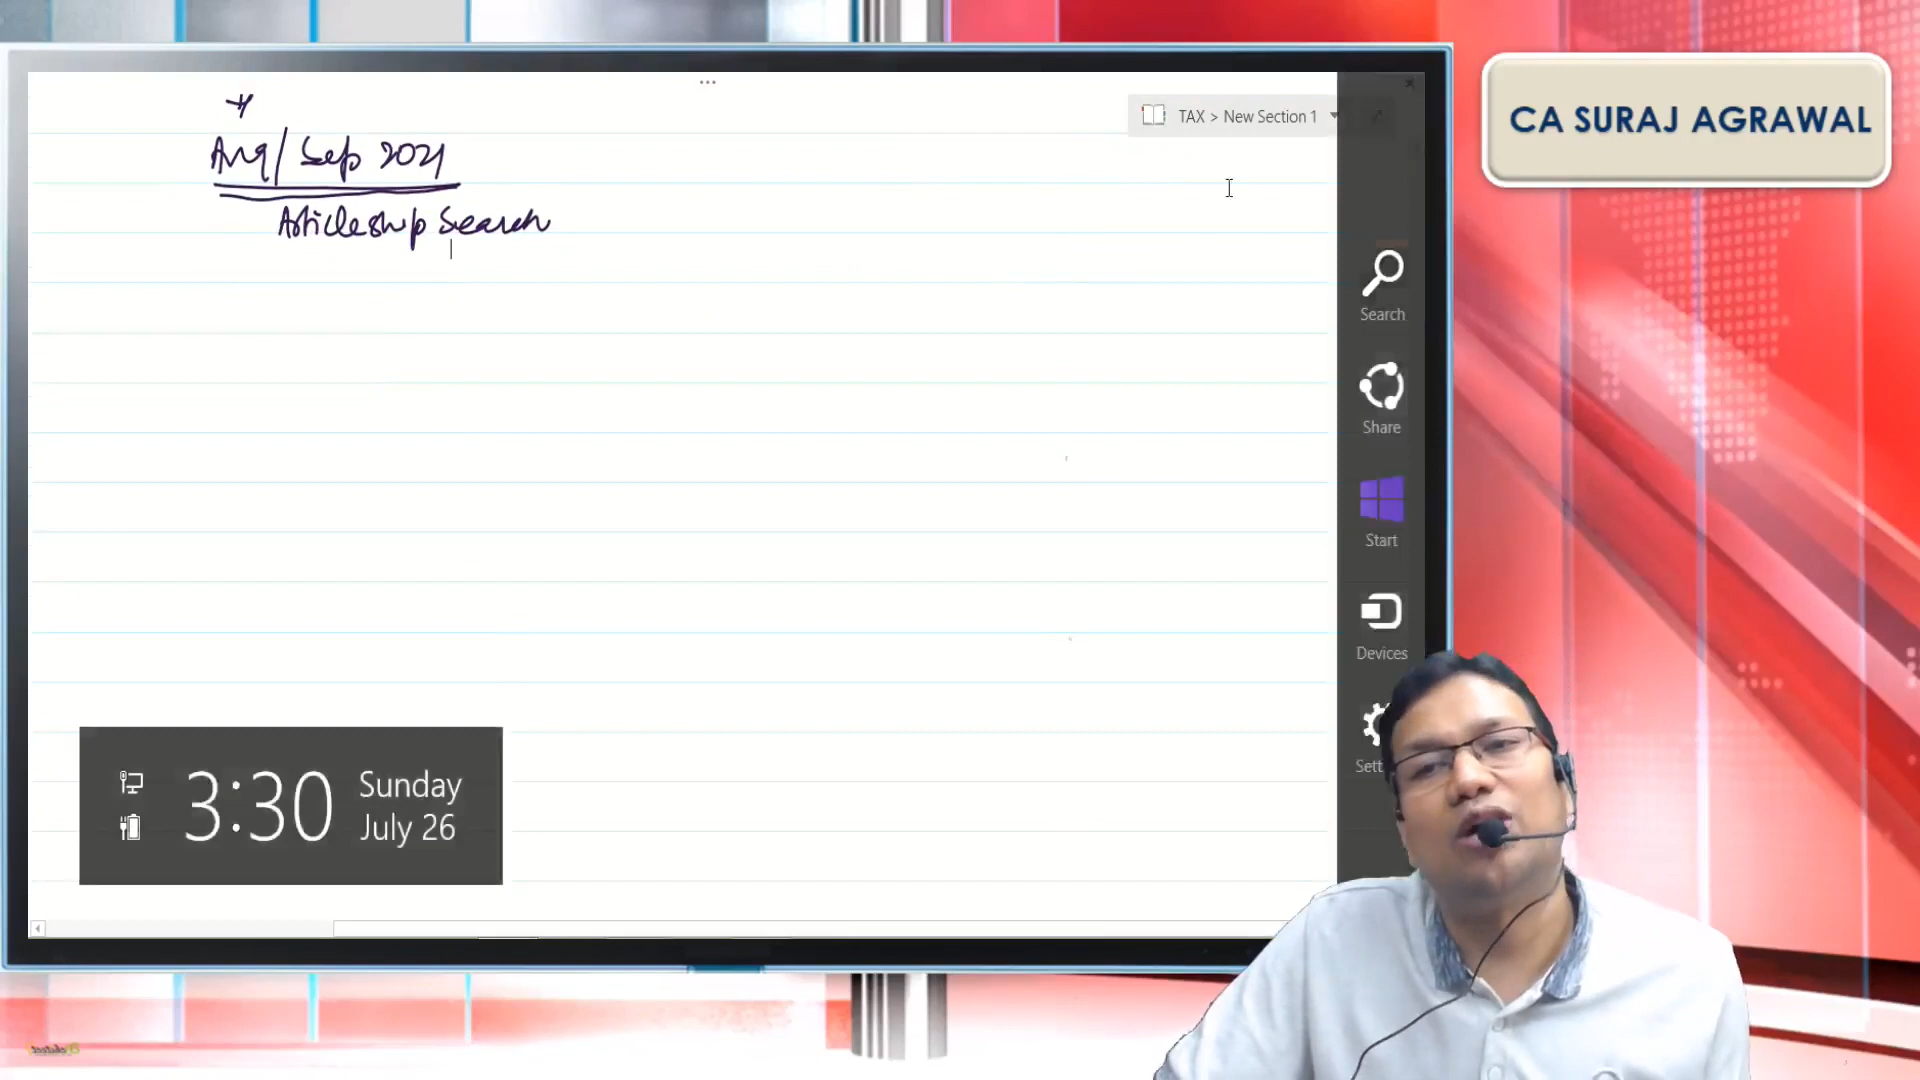 Aug/ Sep 2021
Articleship Search
TAX > New Section 1
CA SURAJ AGRAWAL
Search
Share
Start
Devices
Sett
3:30
Sunday
July 26